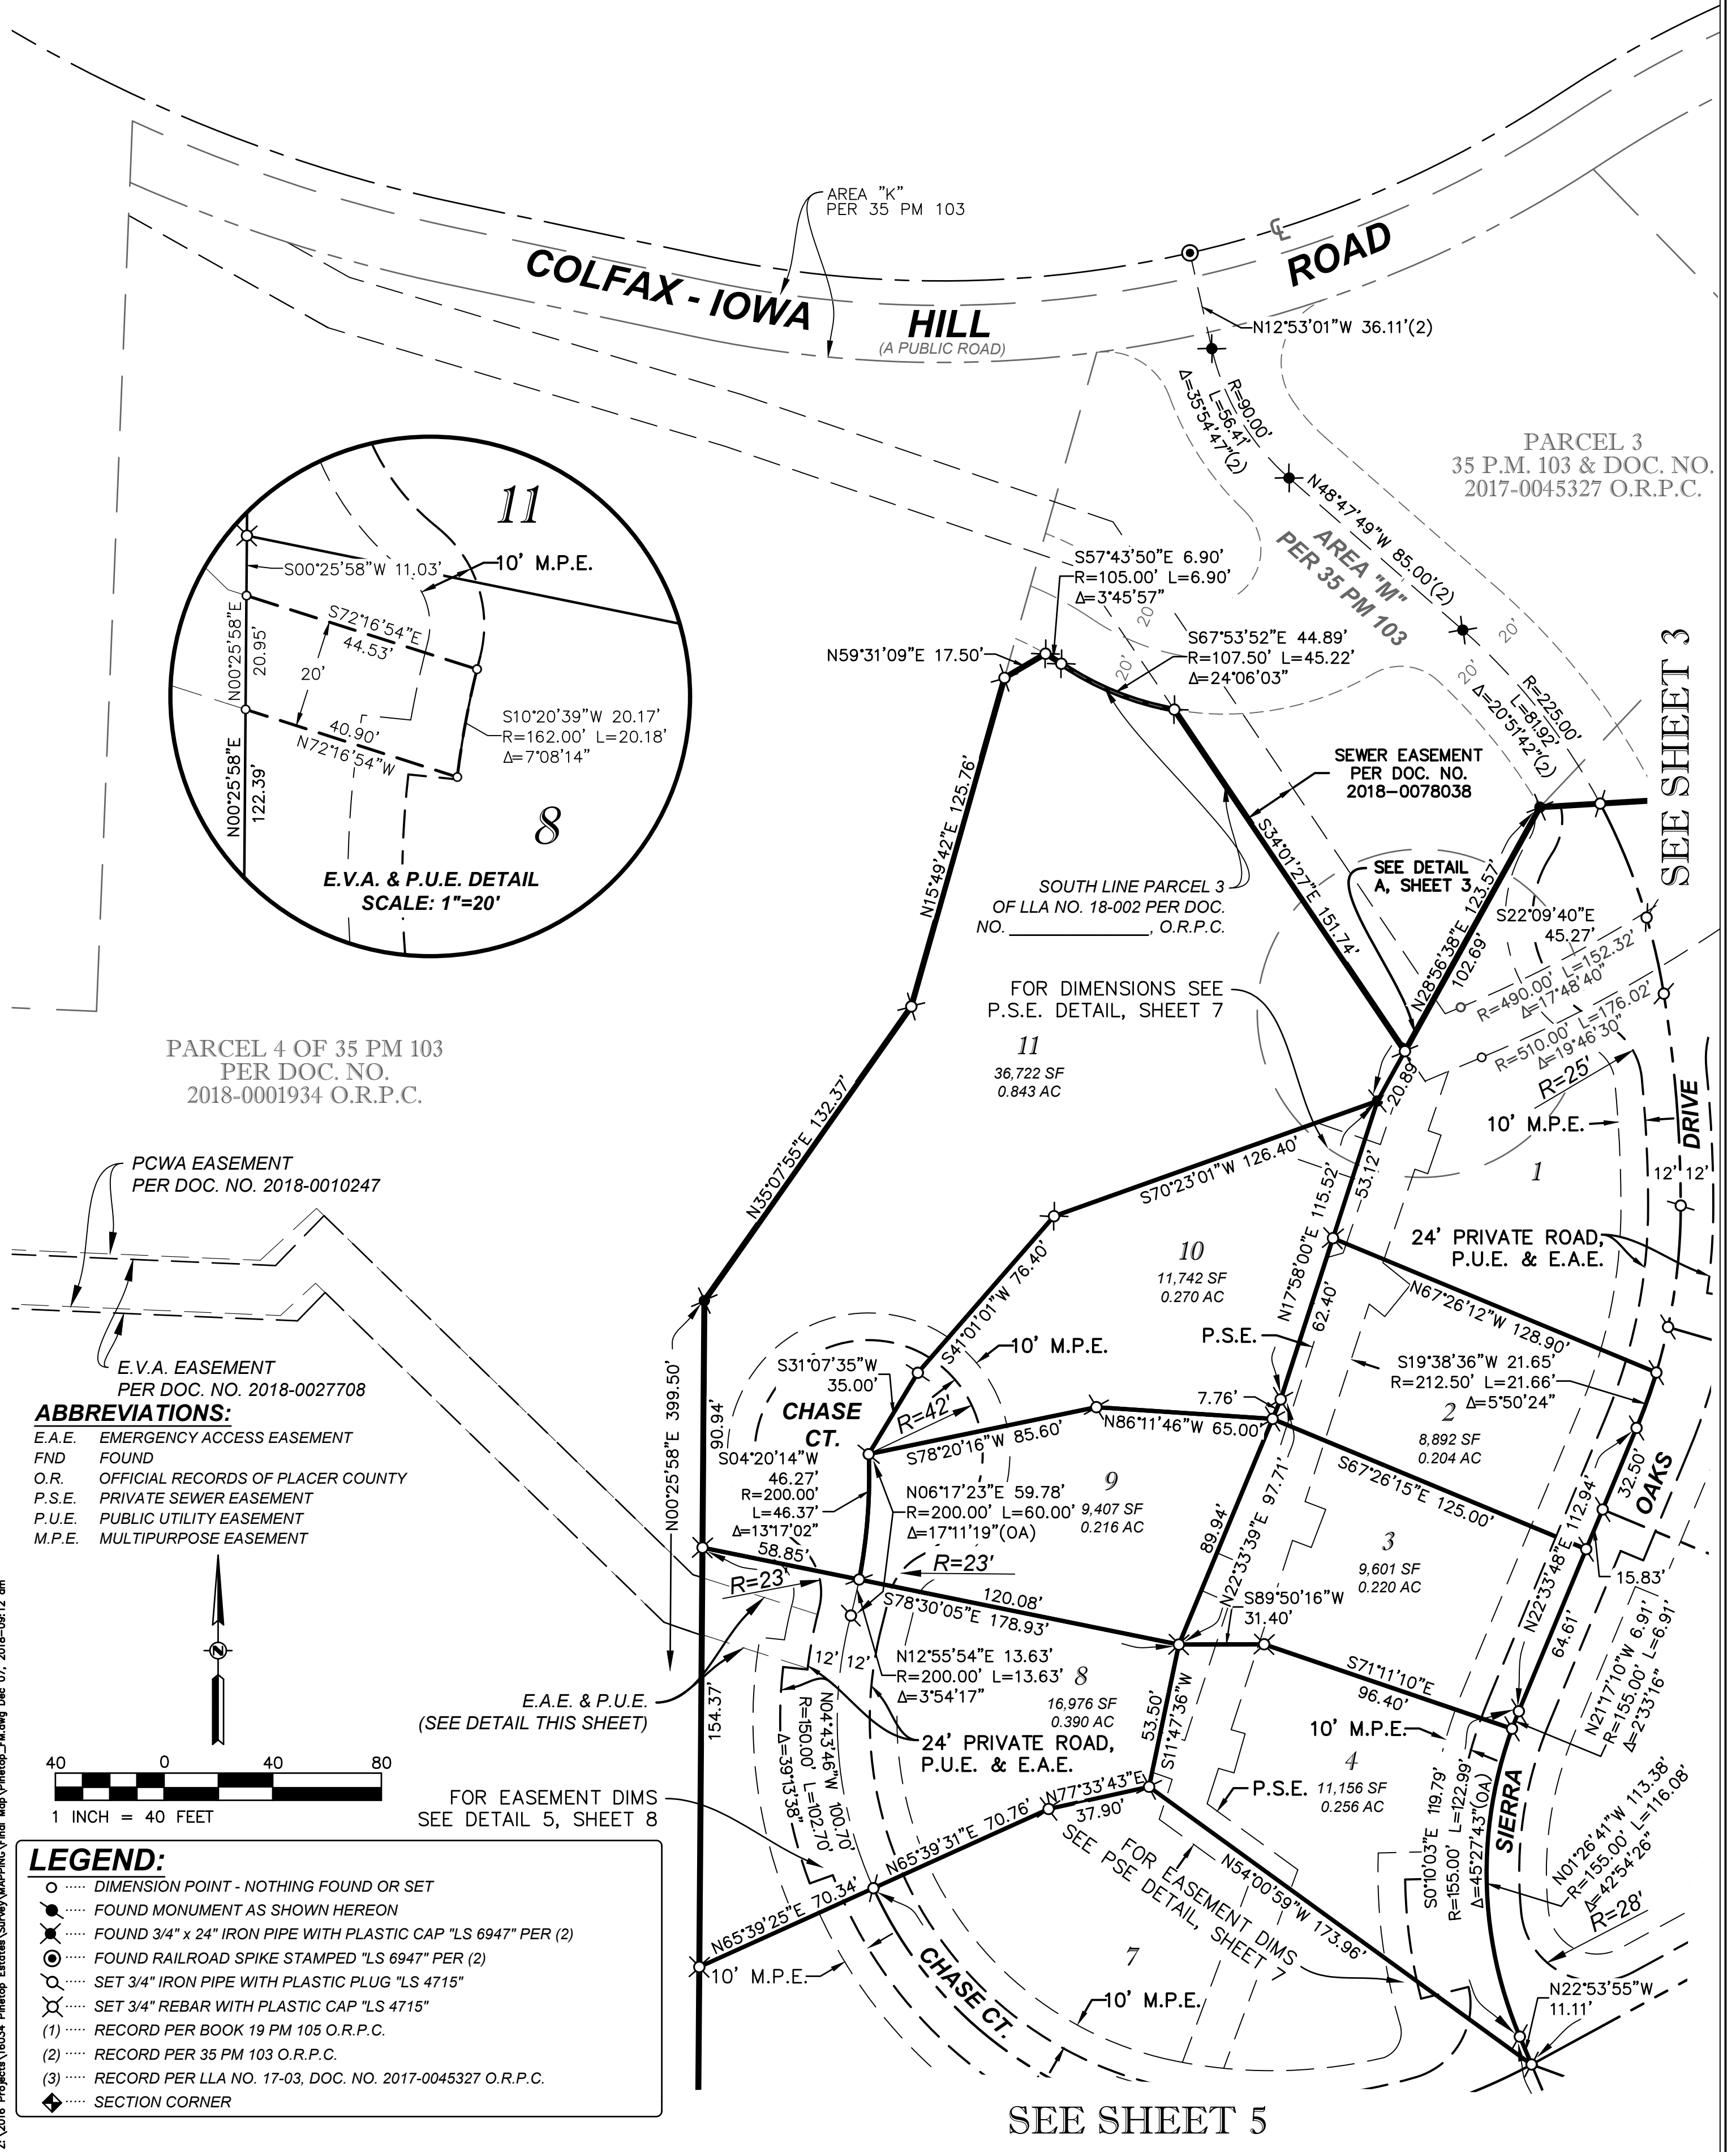 AREA "K"
PER 35 PM 103
COLFAX - IOWA
HILL
ROAD
(A PUBLIC ROAD)
℄
N12°53'01"W 36.11'(2)
R=90.00'
L=56.41'
Δ=35°54'47"(2)
N48°47'49"W 85.00'(2)
AREA "M"
PER 35 PM 103
PARCEL 3
35 P.M. 103 & DOC. NO.
2017-0045327 O.R.P.C.
R=225.00'
L=81.92'
Δ=20°51'42"(2)
20'
20'
20'
20'
SEE SHEET 3
11
10' M.P.E.
S00°25'58"W 11.03'
N00°25'58"E
20.95'
S72°16'54"E
44.53'
20'
40.90'
N72°16'54"W
S10°20'39"W 20.17'
R=162.00' L=20.18'
Δ=7°08'14"
N00°25'58"E
122.39'
8
E.V.A. & P.U.E. DETAIL
SCALE: 1"=20'
S57°43'50"E 6.90'
R=105.00' L=6.90'
Δ=3°45'57"
S67°53'52"E 44.89'
R=107.50' L=45.22'
Δ=24°06'03"
N59°31'09"E 17.50'
N15°49'42"E 125.76'
SEWER EASEMENT
PER DOC. NO.
2018-0078038
S34°01'27"E 151.74'
SEE DETAIL
A, SHEET 3
SOUTH LINE PARCEL 3
OF LLA NO. 18-002 PER DOC.
NO. ________________, O.R.P.C.
N28°56'38"E 123.57'
102.69'
20.89'
S22°09'40"E
45.27'
R=490.00' L=152.32'
Δ=17°48'40"
R=510.00' L=176.02'
Δ=19°46'30"
R=25'
10' M.P.E.
DRIVE
12' 12'
FOR DIMENSIONS SEE
P.S.E. DETAIL, SHEET 7
11
36,722 SF
0.843 AC
1
PARCEL 4 OF 35 PM 103
PER DOC. NO.
2018-0001934 O.R.P.C.
PCWA EASEMENT
PER DOC. NO. 2018-0010247
E.V.A. EASEMENT
PER DOC. NO. 2018-0027708
N35°07'55"E 132.37'
S70°23'01"W 126.40'
N17°58'00"E 115.52'
53.12'
62.40'
24' PRIVATE ROAD,
P.U.E. & E.A.E.
N67°26'12"W 128.90'
10
11,742 SF
0.270 AC
S41°01'01"W 76.40'
P.S.E.
10' M.P.E.
S31°07'35"W
35.00'
R=42'
CHASE
CT.
7.76'
N86°11'46"W 65.00'
S78°20'16"W 85.60'
S19°38'36"W 21.65'
R=212.50' L=21.66'
Δ=5°50'24"
2
8,892 SF
0.204 AC
S67°26'15"E 125.00'
32.50'
OAKS
15.83'
N22°33'48"E 112.94'
64.61'
ABBREVIATIONS:
E.A.E. EMERGENCY ACCESS EASEMENT
FND FOUND
O.R. OFFICIAL RECORDS OF PLACER COUNTY
P.S.E. PRIVATE SEWER EASEMENT
P.U.E. PUBLIC UTILITY EASEMENT
M.P.E. MULTIPURPOSE EASEMENT
N00°25'58"E 399.50'
90.94'
154.37'
S04°20'14"W
46.27'
R=200.00'
L=46.37'
Δ=13°17'02"
N06°17'23"E 59.78'
R=200.00' L=60.00'
Δ=17°11'19"(OA)
9
9,407 SF
0.216 AC
89.94'
N22°33'39"E 97.71'
3
9,601 SF
0.220 AC
58.85'
R=23'
R=23'
120.08'
S78°30'05"E 178.93'
S89°50'16"W
31.40'
S71°11'10"E
96.40'
N21°17'10"W 6.91'
R=155.00' L=6.91'
Δ=2°33'16"
N12°55'54"E 13.63'
R=200.00' L=13.63'
Δ=3°54'17"
12' 12'
8
16,976 SF
0.390 AC
E.A.E. & P.U.E.
(SEE DETAIL THIS SHEET)
N04°43'46"W 100.70'
R=150.00' L=102.70'
Δ=39°13'38"
24' PRIVATE ROAD,
P.U.E. & E.A.E.
53.50'
S11°47'36"W
10' M.P.E.
4
11,156 SF
0.256 AC
P.S.E.
FOR EASEMENT DIMS
SEE DETAIL 5, SHEET 8
N77°33'43"E
37.90'
N65°39'31"E 70.76'
N65°39'25"E 70.34'
S0°10'03"E 119.79'
R=155.00' L=122.99'
Δ=45°27'43"(OA)
SIERRA
N01°26'41"W 113.38'
R=155.00' L=116.08'
Δ=42°54'26"
R=28'
FOR EASEMENT DIMS
SEE PSE DETAIL, SHEET 7
N54°00'59"W 173.96'
N22°53'55"W
11.11'
7
10' M.P.E.
10' M.P.E.
CHASE CT.
N
40 0 40 80
1 INCH = 40 FEET
LEGEND:
DIMENSION POINT - NOTHING FOUND OR SET
FOUND MONUMENT AS SHOWN HEREON
FOUND 3/4" x 24" IRON PIPE WITH PLASTIC CAP "LS 6947" PER (2)
FOUND RAILROAD SPIKE STAMPED "LS 6947" PER (2)
SET 3/4" IRON PIPE WITH PLASTIC PLUG "LS 4715"
SET 3/4" REBAR WITH PLASTIC CAP "LS 4715"
(1) ····· RECORD PER BOOK 19 PM 105 O.R.P.C.
(2) ····· RECORD PER 35 PM 103 O.R.P.C.
(3) ····· RECORD PER LLA NO. 17-03, DOC. NO. 2017-0045327 O.R.P.C.
SECTION CORNER
SEE SHEET 5
Z:\2016 Projects\16034 Pinetop Estates\Survey\MAPPING\Final Map\Pinetop_FM.dwg Dec 07, 2018-09:12 am